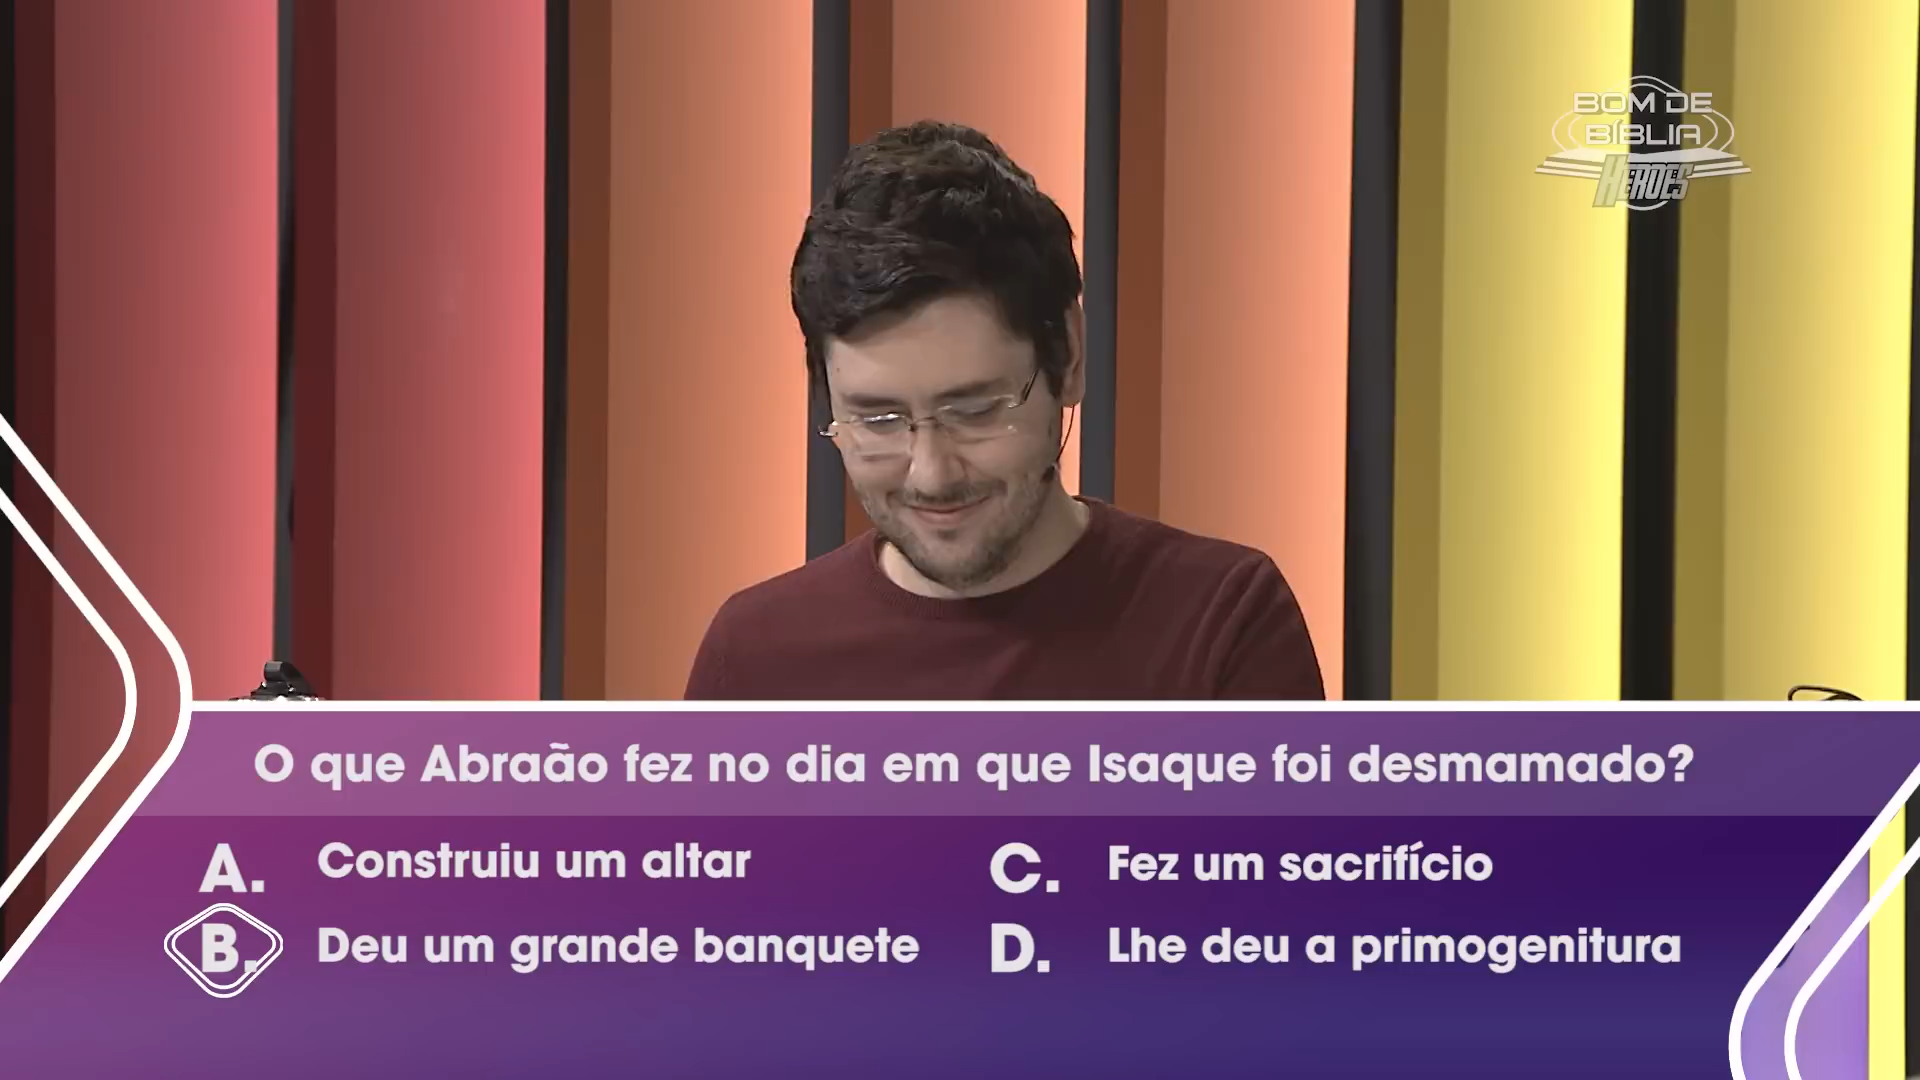 BOM DE
BÍBLIA
HEROES
O que Abraão fez no dia em que Isaque foi desmamado?
A. Construiu um altar
B. Deu um grande banquete
C. Fez um sacrifício
D. Lhe deu a primogenitura